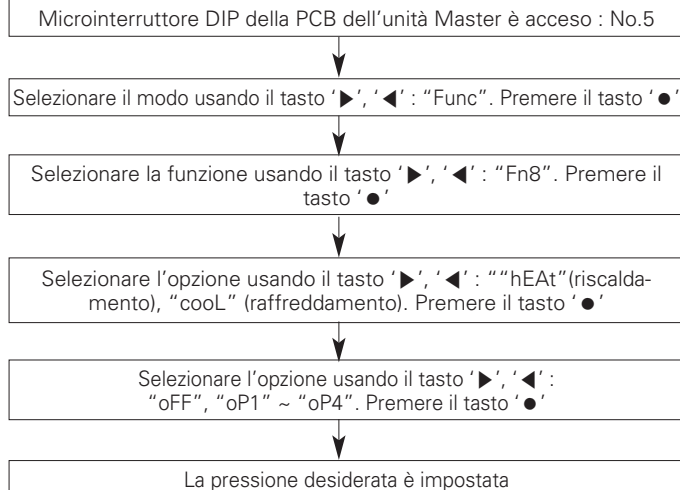 Microinterruttore DIP della PCB dell'unità Master è acceso : No.5
Selezionare il modo usando il tasto ‘▶’, ‘◀’ : “Func”. Premere il tasto ‘●’
Selezionare la funzione usando il tasto ‘▶’, ‘◀’ : “Fn8”. Premere il
tasto ‘●’
Selezionare l'opzione usando il tasto ‘▶’, ‘◀’ : ““hEAt”(riscalda-
mento), “cooL” (raffreddamento). Premere il tasto ‘●’
Selezionare l'opzione usando il tasto ‘▶’, ‘◀’ :
“oFF”, “oP1” ~ “oP4”. Premere il tasto ‘●’
La pressione desiderata è impostata